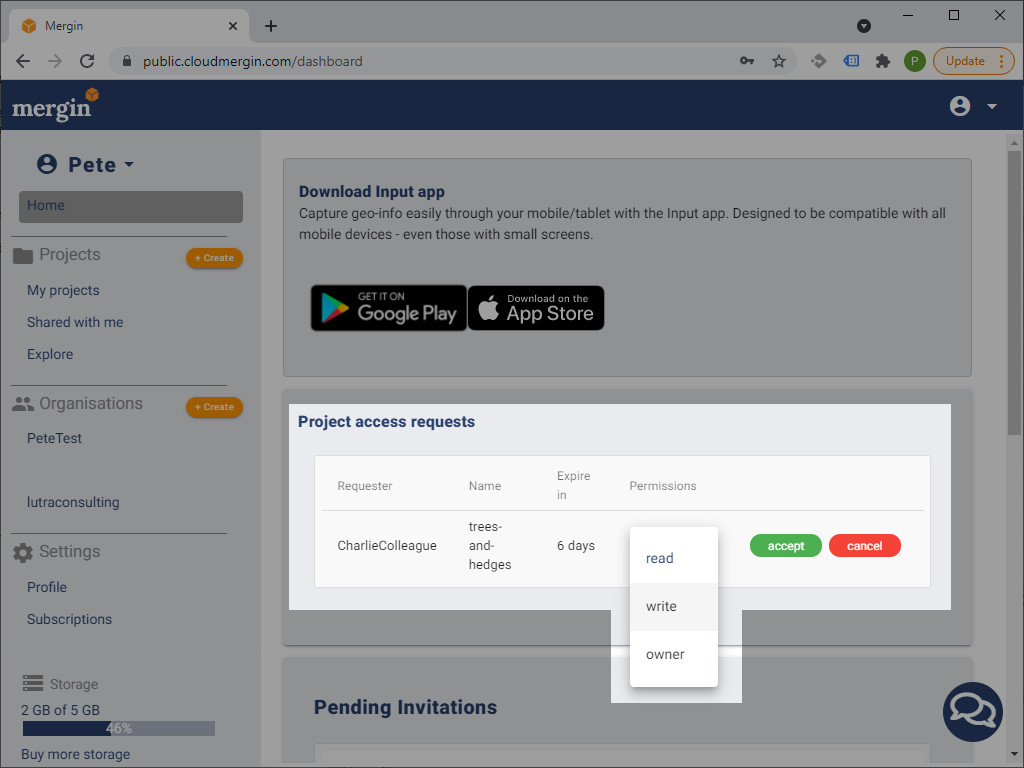 Mergin
public.cloudmergin.com/dashboard
P
Update
mergin
Pete
Home
Projects
+ Create
My projects
Shared with me
Explore
Organisations
+ Create
PeteTest
lutraconsulting
Settings
Profile
Subscriptions
Storage
2 GB of 5 GB
46%
Buy more storage
Download Input app
Capture geo-info easily through your mobile/tablet with the Input app. Designed to be compatible with all
mobile devices - even those with small screens.
GET IT ON
Google Play
Download on the
App Store
Project access requests
Requester
Name
Expire
in
Permissions
CharlieColleague
trees-
and-
hedges
6 days
read
write
owner
accept
cancel
Pending Invitations